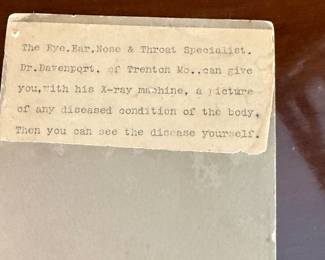 The Eye,Ear,Nose & Throat Specialist.
Dr.Davenport, of Trenton Mo.,can give
you,with his X-ray machine, a picture
of any diseased condition of the body.
Then you can see the disease yourself.